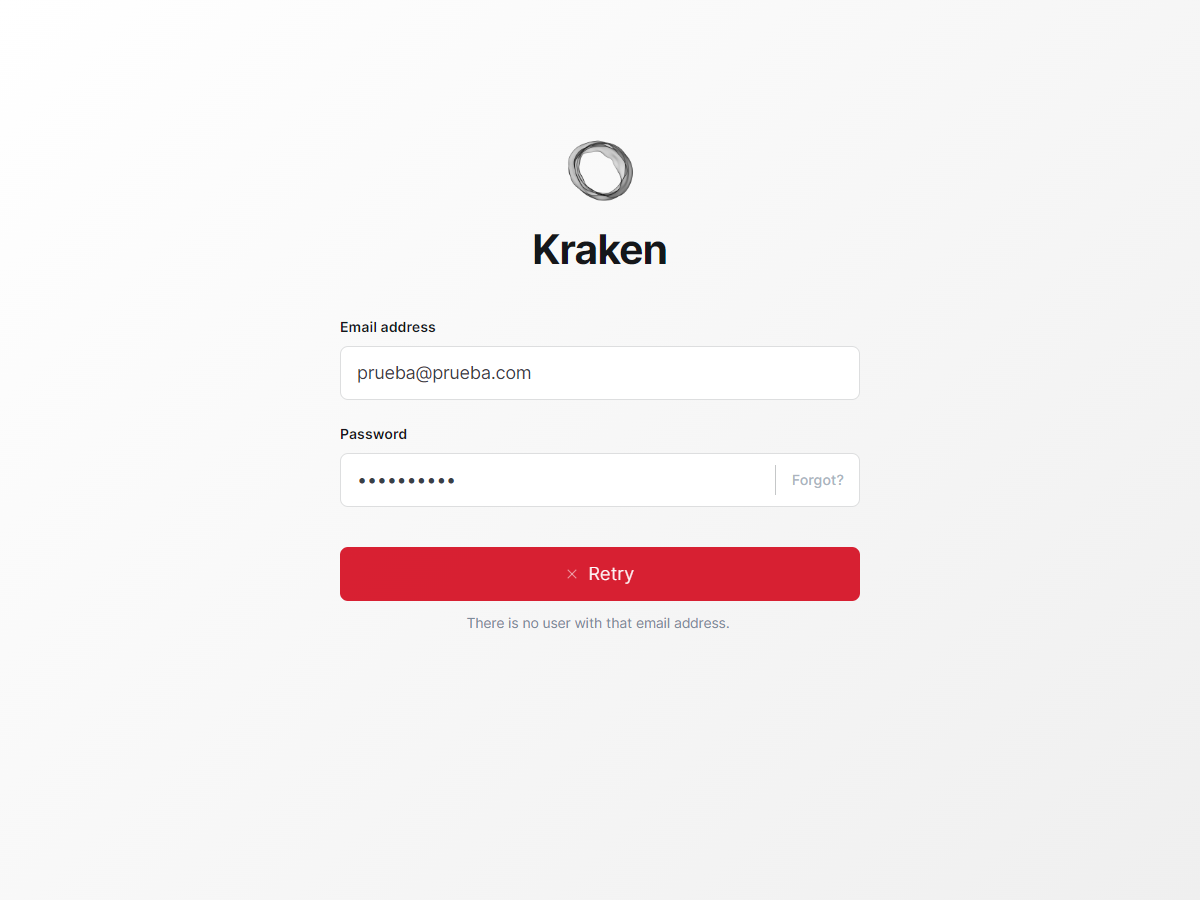 Kraken
Email address
prueba@prueba.com
Password
••••••••••
Forgot?
× Retry
There is no user with that email address.